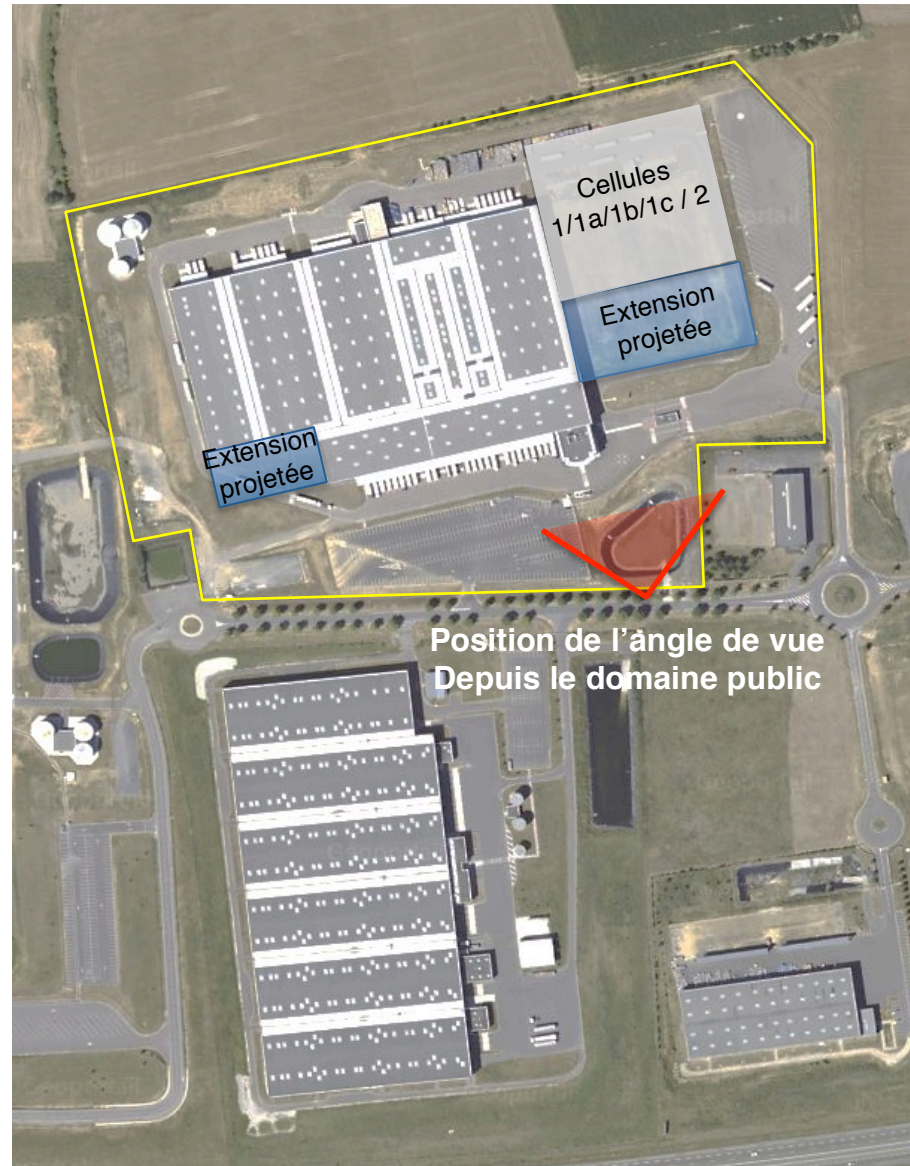 Cellules
1/1a/1b/1c / 2
Extension
projetée
Extension
projetée
Position de l'angle de vue
Depuis le domaine public